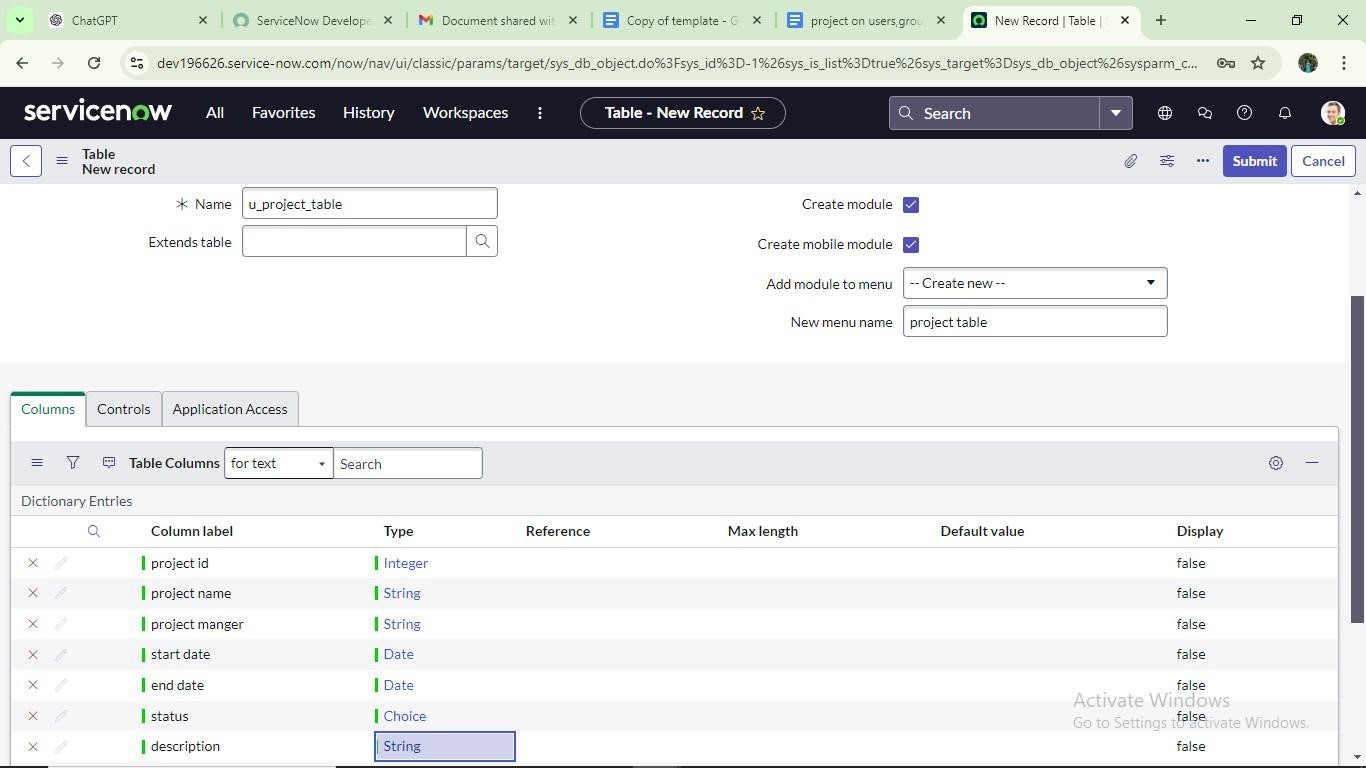 ChatGPT
ServiceNow Develope
Document shared wit
Copy of template - G
project on users,grou
New Record | Table | S
dev196626.service-now.com/now/nav/ui/classic/params/target/sys_db_object.do%3Fsys_id%3D-1%26sys_is_list%3Dtrue%26sys_target%3Dsys_db_object%26sysparm_c...
servicenow All Favorites History Workspaces Table - New Record Search
Table
New record
Submit Cancel
Name u_project_table Create module
Extends table Create mobile module
Add module to menu -- Create new --
New menu name project table
Columns Controls Application Access
Table Columns for text Search
Dictionary Entries
Column label Type Reference Max length Default value Display
project id Integer false
project name String false
project manger String false
start date Date false
end date Date false
status Choice false
description String false
Activate Windows
Go to Settings to activate Windows.